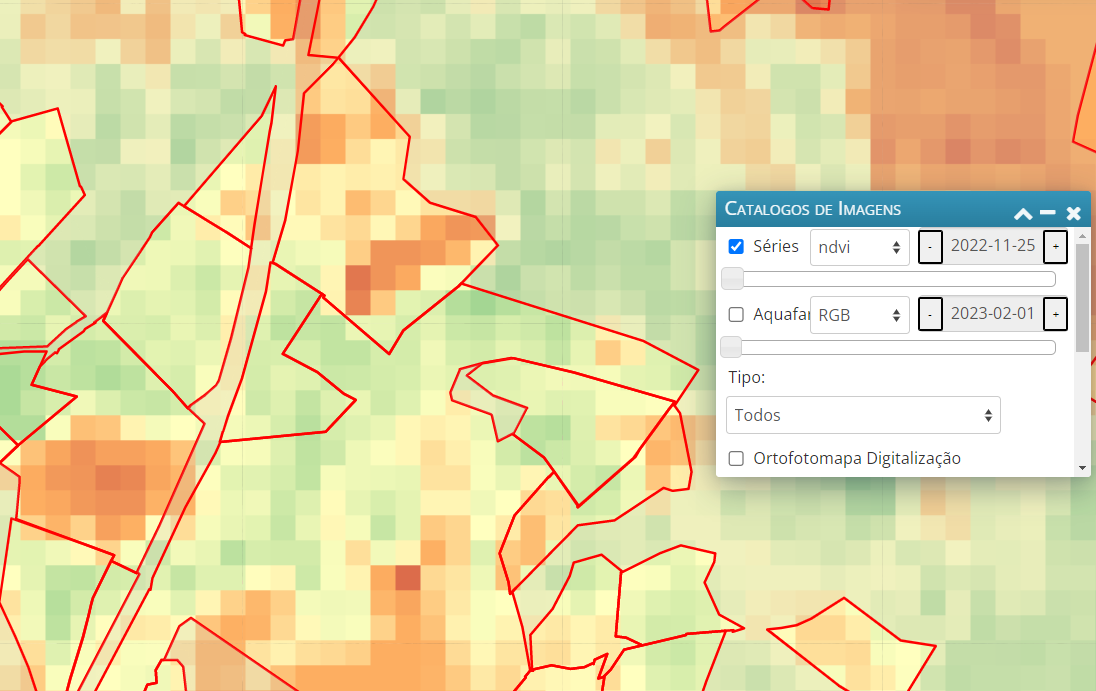 Catalogos de Imagens
Séries ndvi - 2022-11-25 +
Aquafar RGB - 2023-02-01 +
Tipo:
Todos
Ortofotomapa Digitalização